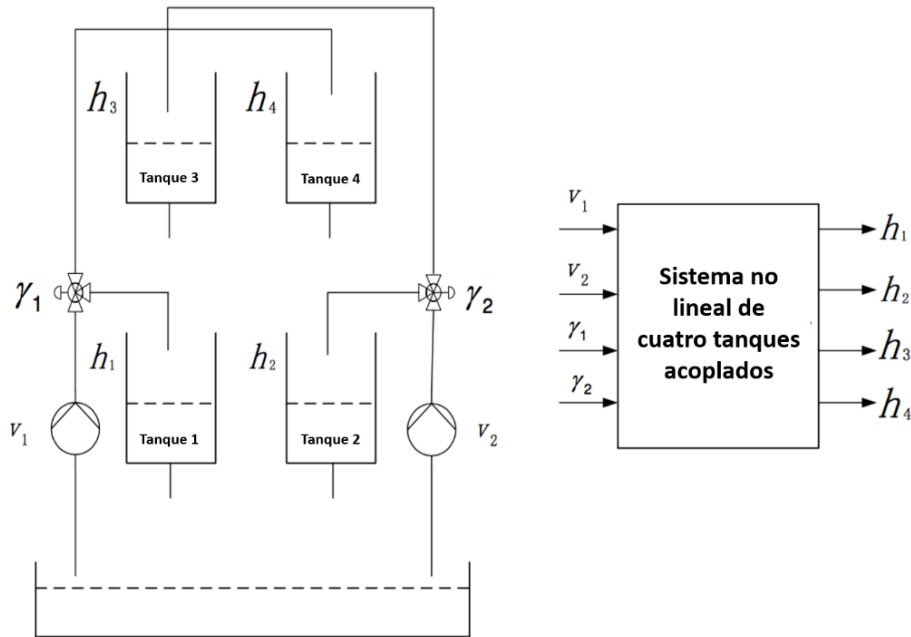 h₃
h₄
Tanque 3
Tanque 4
γ₁
γ₂
h₁
h₂
v₁
v₂
Tanque 1
Tanque 2
v₁
v₂
γ₁
γ₂
Sistema no
lineal de
cuatro tanques
acoplados
h₁
h₂
h₃
h₄